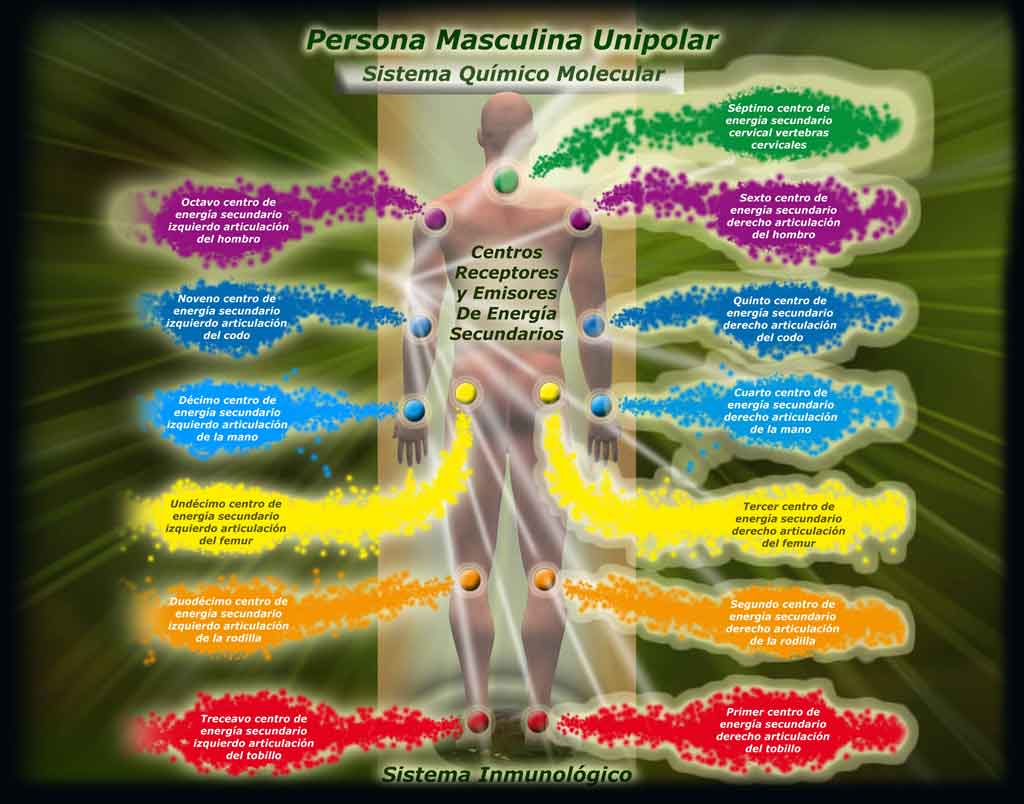 Persona Masculina Unipolar
Sistema Químico Molecular
Séptimo centro de
energía secundario
cervical vertebras
cervicales
Octavo centro de
energía secundario
izquierdo articulación
del hombro
Sexto centro de
energía secundario
derecho articulación
del hombro
Centros
Receptores
y Emisores
De Energía
Secundarios
Noveno centro de
energía secundario
izquierdo articulación
del codo
Quinto centro de
energía secundario
derecho articulación
del codo
Décimo centro de
energía secundario
izquierdo articulación
de la mano
Cuarto centro de
energía secundario
derecho articulación
de la mano
Undécimo centro de
energía secundario
izquierdo articulación
del femur
Tercer centro de
energía secundario
derecho articulación
del femur
Duodécimo centro de
energía secundario
izquierdo articulación
de la rodilla
Segundo centro de
energía secundario
derecho articulación
de la rodilla
Treceavo centro de
energía secundario
izquierdo articulación
del tobillo
Primer centro de
energía secundario
derecho articulación
del tobillo
Sistema Inmunológico